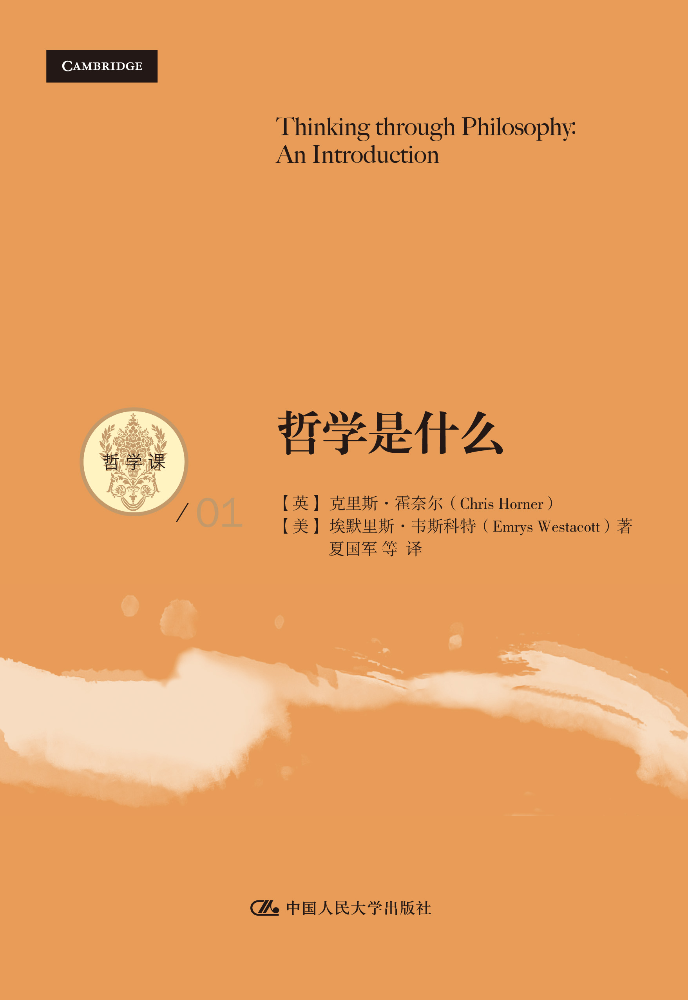 CAMBRIDGE
Thinking through Philosophy:
An Introduction
哲学是什么
哲学课
/ 01
【英】克里斯·霍奈尔（Chris Horner）
【美】埃默里斯·韦斯科特（Emrys Westacott）著
夏国军 等 译
中国人民大学出版社